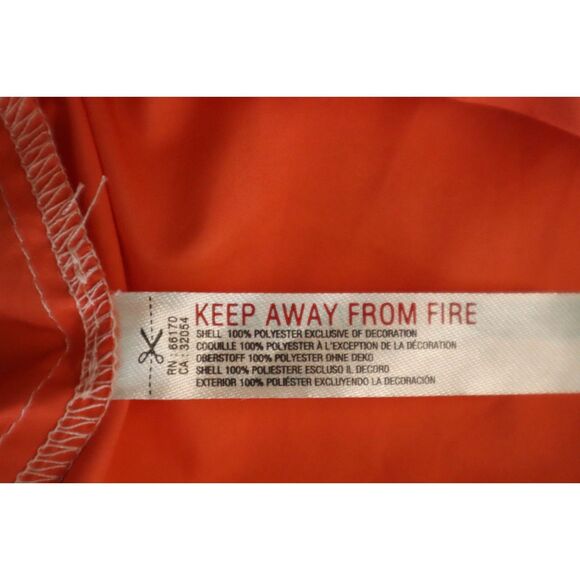 RN : 66170
CA : 32054
KEEP AWAY FROM FIRE
SHELL 100% POLYESTER EXCLUSIVE OF DECORATION
COQUILLE 100% POLYESTER À L'EXCEPTION DE LA DÉCORATION
OBERSTOFF 100% POLYESTER OHNE DEKO
SHELL 100% POLIESTERE ESCLUSO IL DECORO
EXTERIOR 100% POLIÉSTER EXCLUYENDO LA DECORACIÓN